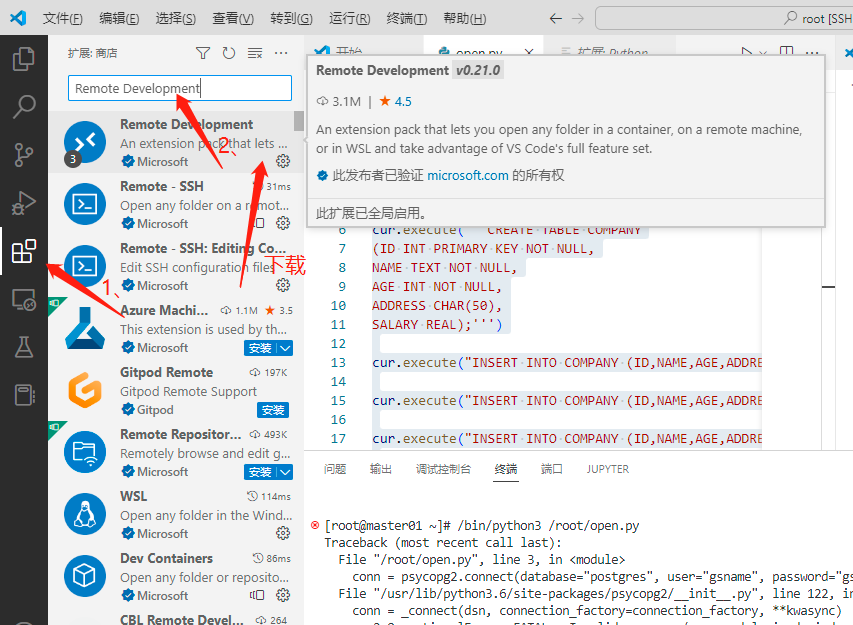 文件(F) 编辑(E) 选择(S) 查看(V) 转到(G) 运行(R) 终端(T) 帮助(H) root [SSH
扩展: 商店
Remote Development
Remote Development
An extension pack that lets ...
Microsoft
3
2、
Remote - SSH 31ms
Open any folder on a remot...
Microsoft
Remote - SSH: Editing Co...
Edit SSH configuration files
Microsoft
下载
1、
Azure Machi... 1.1M 3.5
This extension is used by th...
Microsoft 安装
Gitpod Remote 197K
Gitpod Remote Support
Gitpod 安装
Remote Repositor... 493K
Remotely browse and edit g...
Microsoft 安装
WSL 114ms
Open any folder in the Wind...
Microsoft
Dev Containers 86ms
Open any folder or reposito...
Microsoft
CBL Remote Devel... 264
开始 open.py 扩展: Python
Remote Development v0.21.0
3.1M | 4.5
An extension pack that lets you open any folder in a container, on a remote machine,
or in WSL and take advantage of VS Code's full feature set.
此发布者已验证 microsoft.com 的所有权
此扩展已全局启用。
6 cur.execute('''CREATE TABLE COMPANY
7 (ID INT PRIMARY KEY NOT NULL,
8 NAME TEXT NOT NULL,
9 AGE INT NOT NULL,
10 ADDRESS CHAR(50),
11 SALARY REAL);''')
12
13 cur.execute("INSERT INTO COMPANY (ID,NAME,AGE,ADDRE
14
15 cur.execute("INSERT INTO COMPANY (ID,NAME,AGE,ADDRE
16
17 cur.execute("INSERT INTO COMPANY (ID,NAME,AGE,ADDRE
问题 输出 调试控制台 终端 端口 JUPYTER
[root@master01 ~]# /bin/python3 /root/open.py
Traceback (most recent call last):
File "/root/open.py", line 3, in <module>
conn = psycopg2.connect(database="postgres", user="gsname", password="gs
File "/usr/lib/python3.6/site-packages/psycopg2/__init__.py", line 122, in
conn = _connect(dsn, connection_factory=connection_factory, **kwasync)